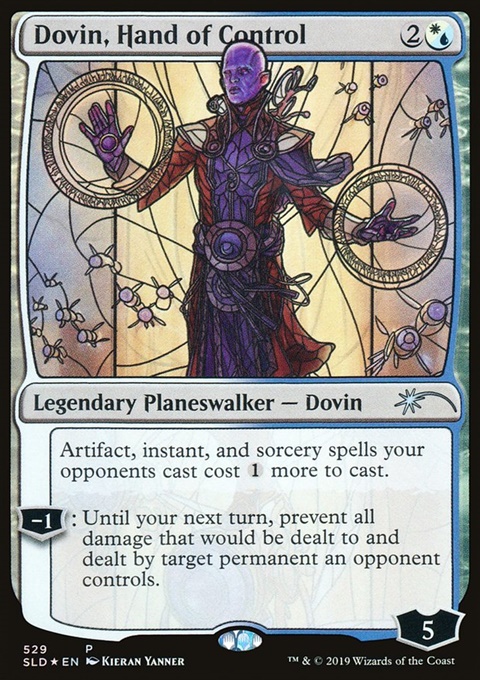 Dovin, Hand of Control 2
Legendary Planeswalker — Dovin
Artifact, instant, and sorcery spells your
opponents cast cost 1 more to cast.
-1: Until your next turn, prevent all
damage that would be dealt to and
dealt by target permanent an opponent
controls.
5
529 P
SLD ★ EN Kieran Yanner
™ & © 2019 Wizards of the Coast